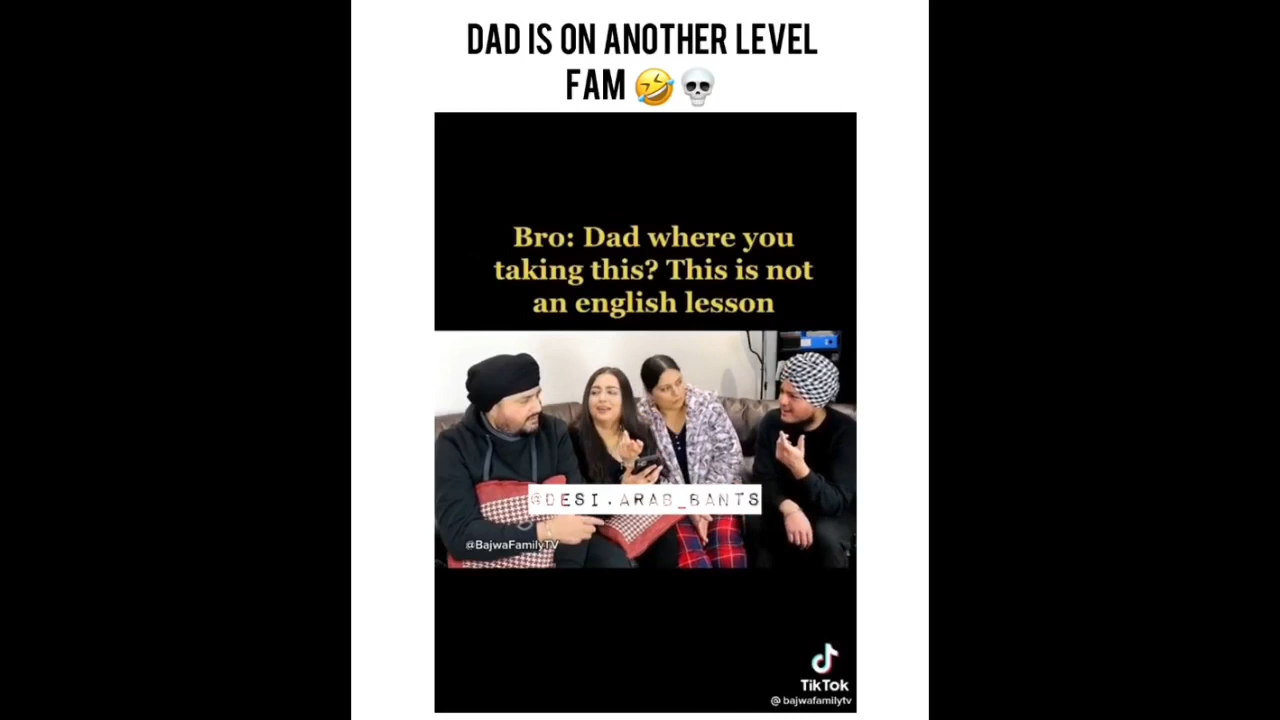 DAD IS ON ANOTHER LEVEL
FAM 🤣💀
Bro: Dad where you
taking this? This is not
an english lesson
@DESI.ARAB_BANTS
@BajwaFamilyTV
TikTok
@bajwafamilytv